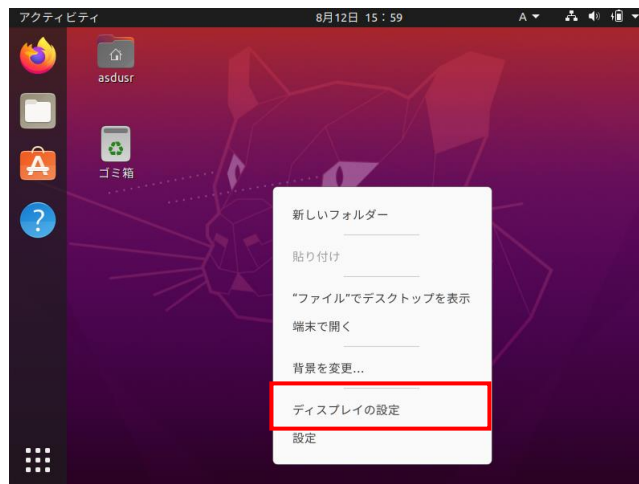 アクティビティ
8月12日 15：59
A
asdusr
ゴミ箱
新しいフォルダー
貼り付け
“ファイル”でデスクトップを表示
端末で開く
背景を変更...
ディスプレイの設定
設定